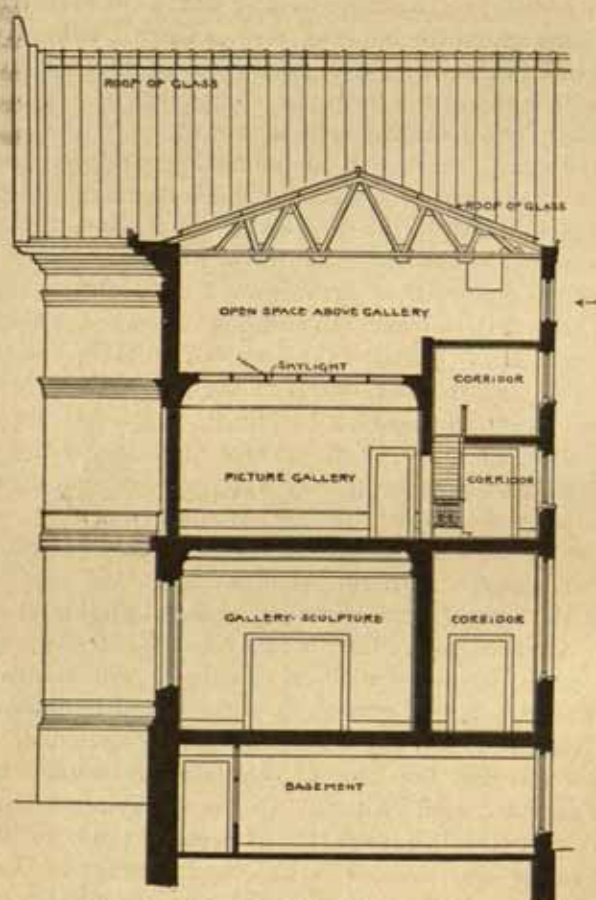 ROOF OF GLASS
ROOF OF GLASS
OPEN SPACE ABOVE GALLERY
SKYLIGHT
CORRIDOR
PICTURE GALLERY
CORRIDOR
GALLERY-SCULPTURE
CORRIDOR
BASEMENT